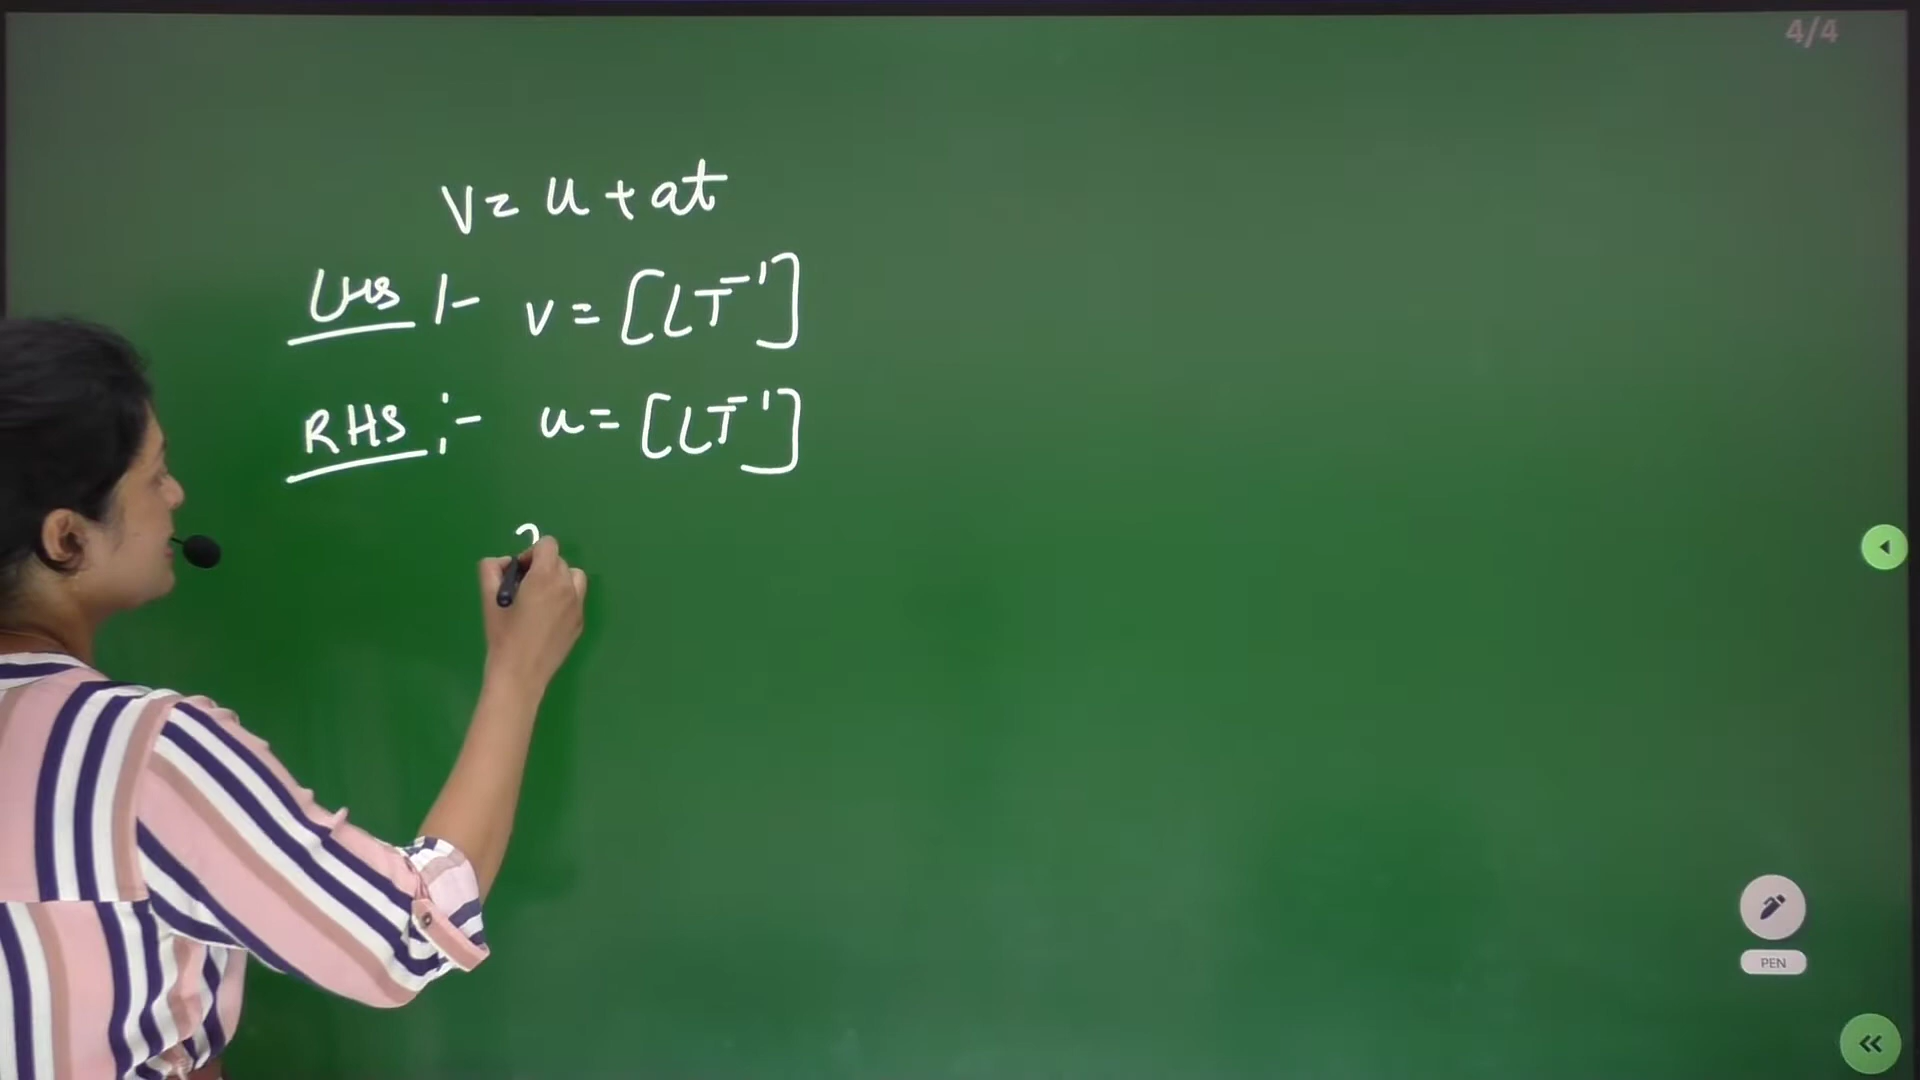 4/4
v = u + at
LHS :- v = [LT⁻¹]
RHS :- u = [LT⁻¹]
PEN